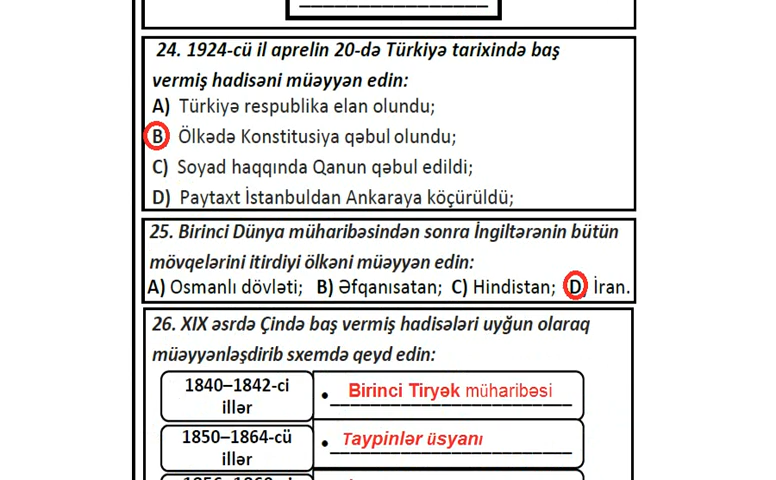 24. 1924-cü il aprelin 20-də Türkiyə tarixində baş
vermiş hadisəni müəyyən edin:
A) Türkiyə respublika elan olundu;
B) Ölkədə Konstitusiya qəbul olundu;
C) Soyad haqqında Qanun qəbul edildi;
D) Paytaxt İstanbuldan Ankaraya köçürüldü;
25. Birinci Dünya müharibəsindən sonra İngiltərənin bütün
mövqelərini itirdiyi ölkəni müəyyən edin:
A) Osmanlı dövləti; B) Əfqanısatan; C) Hindistan; D) İran.
26. XIX əsrdə Çində baş vermiş hadisələri uyğun olaraq
müəyyənləşdirib sxemdə qeyd edin:
1840–1842-ci
illər
• Birinci Tiryək müharibəsi
1850–1864-cü
illər
• Taypinlər üsyanı